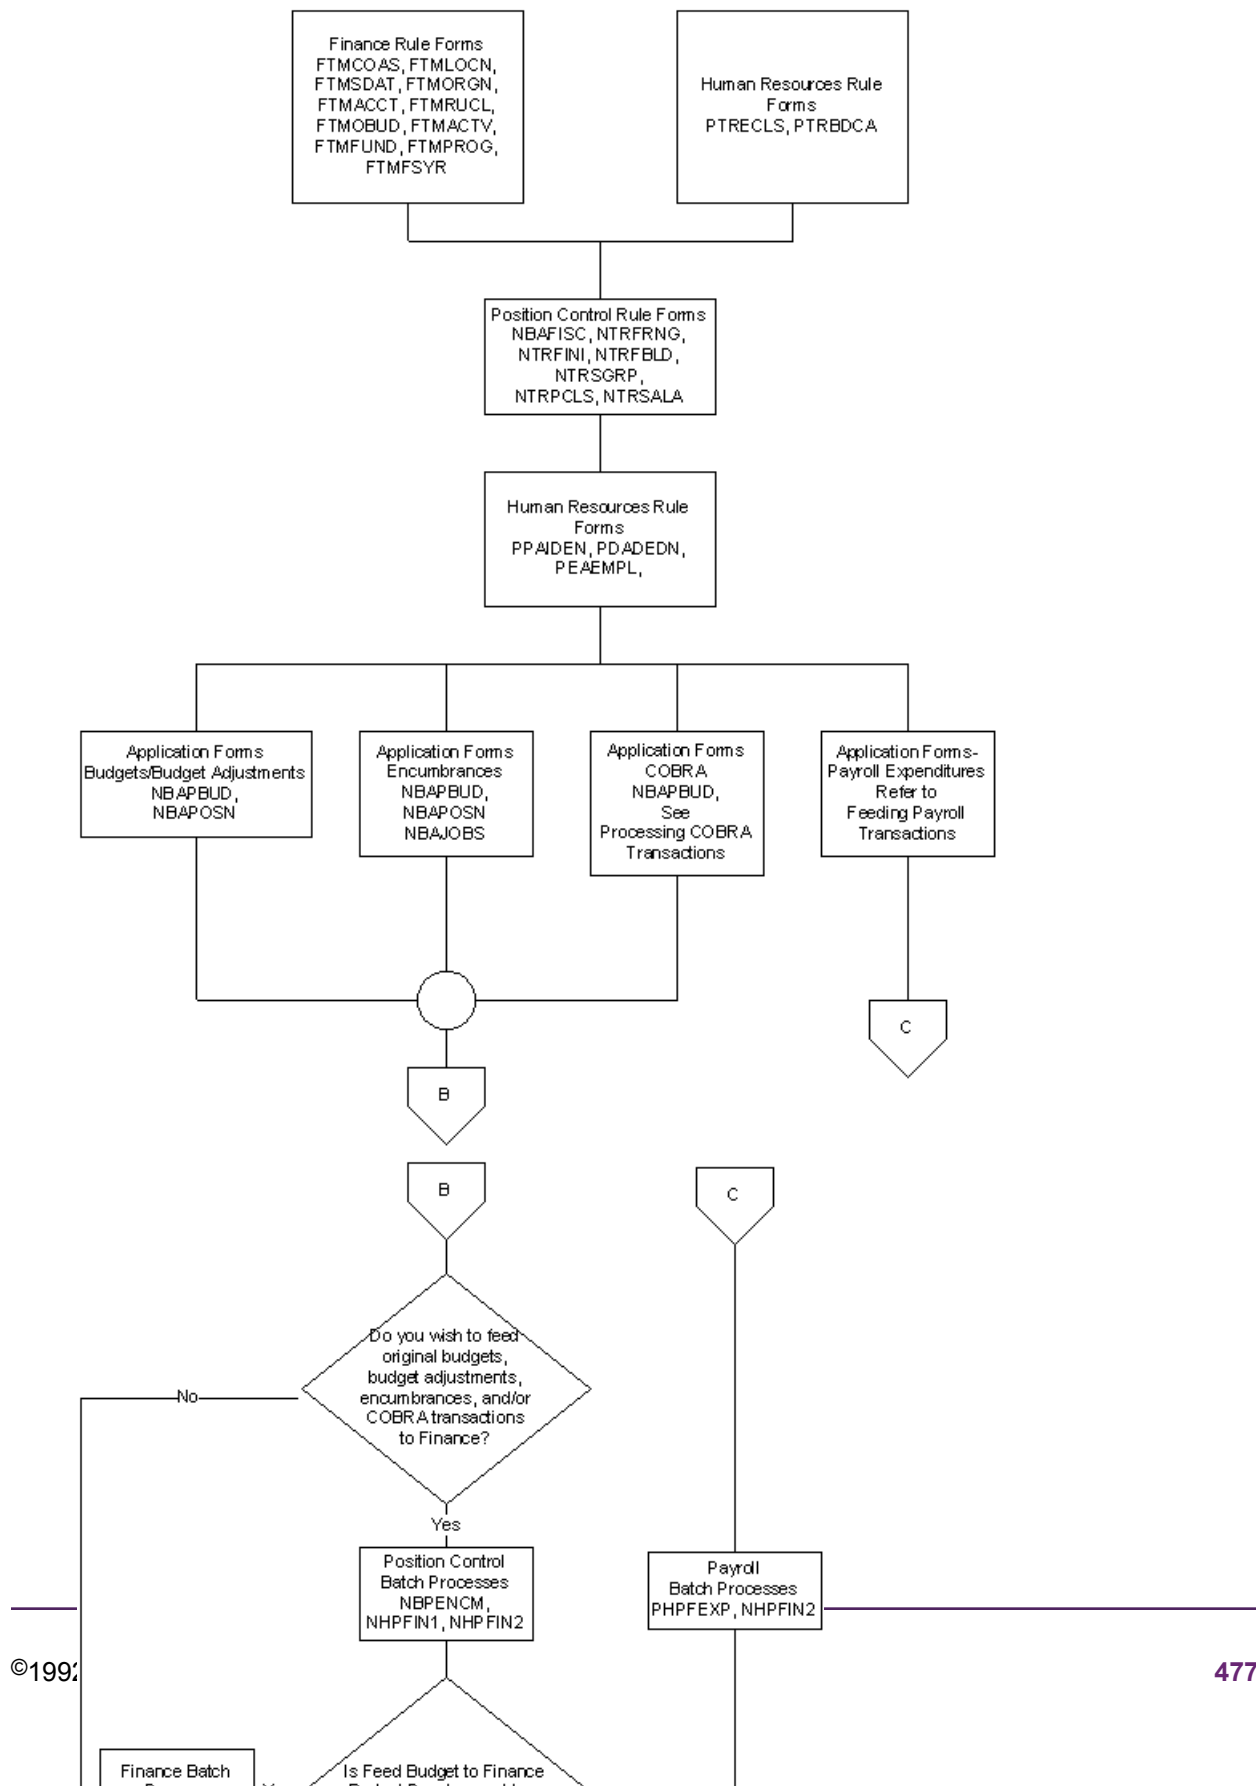 Finance Rule Forms
FTMCOAS, FTMLOCN,
FTMSDAT, FTMORGN,
FTMACCT, FTMRUCL,
FTMOBUD, FTMACTV,
FTMFUND, FTMPROG,
FTMFSYR
Human Resources Rule
Forms
PTRECLS, PTRBDCA
Position Control Rule Forms
NBAFISC, NTRFRNG,
NTRFINI, NTRFBLD,
NTRSGRP,
NTRPCLS, NTRSALA
Human Resources Rule
Forms
PPAIDEN, PDADEDN,
PEAEMPL,
Application Forms
Budgets/Budget Adjustments
NBAPBUD,
NBAPOSN
Application Forms
Encumbrances
NBAPBUD,
NBAPOSN
NBAJOBS
Application Forms
COBRA
NBAPBUD,
See
Processing COBRA
Transactions
Application Forms-
Payroll Expenditures
Refer to
Feeding Payroll
Transactions
C
B
B
C
Do you wish to feed
original budgets,
budget adjustments,
encumbrances, and/or
COBRA transactions
to Finance?
No
Yes
Position Control
Batch Processes
NBPENCM,
NHPFIN1, NHPFIN2
Payroll
Batch Processes
PHPFEXP, NHPFIN2
©1992
477
Finance Batch
Is Feed Budget to Finance